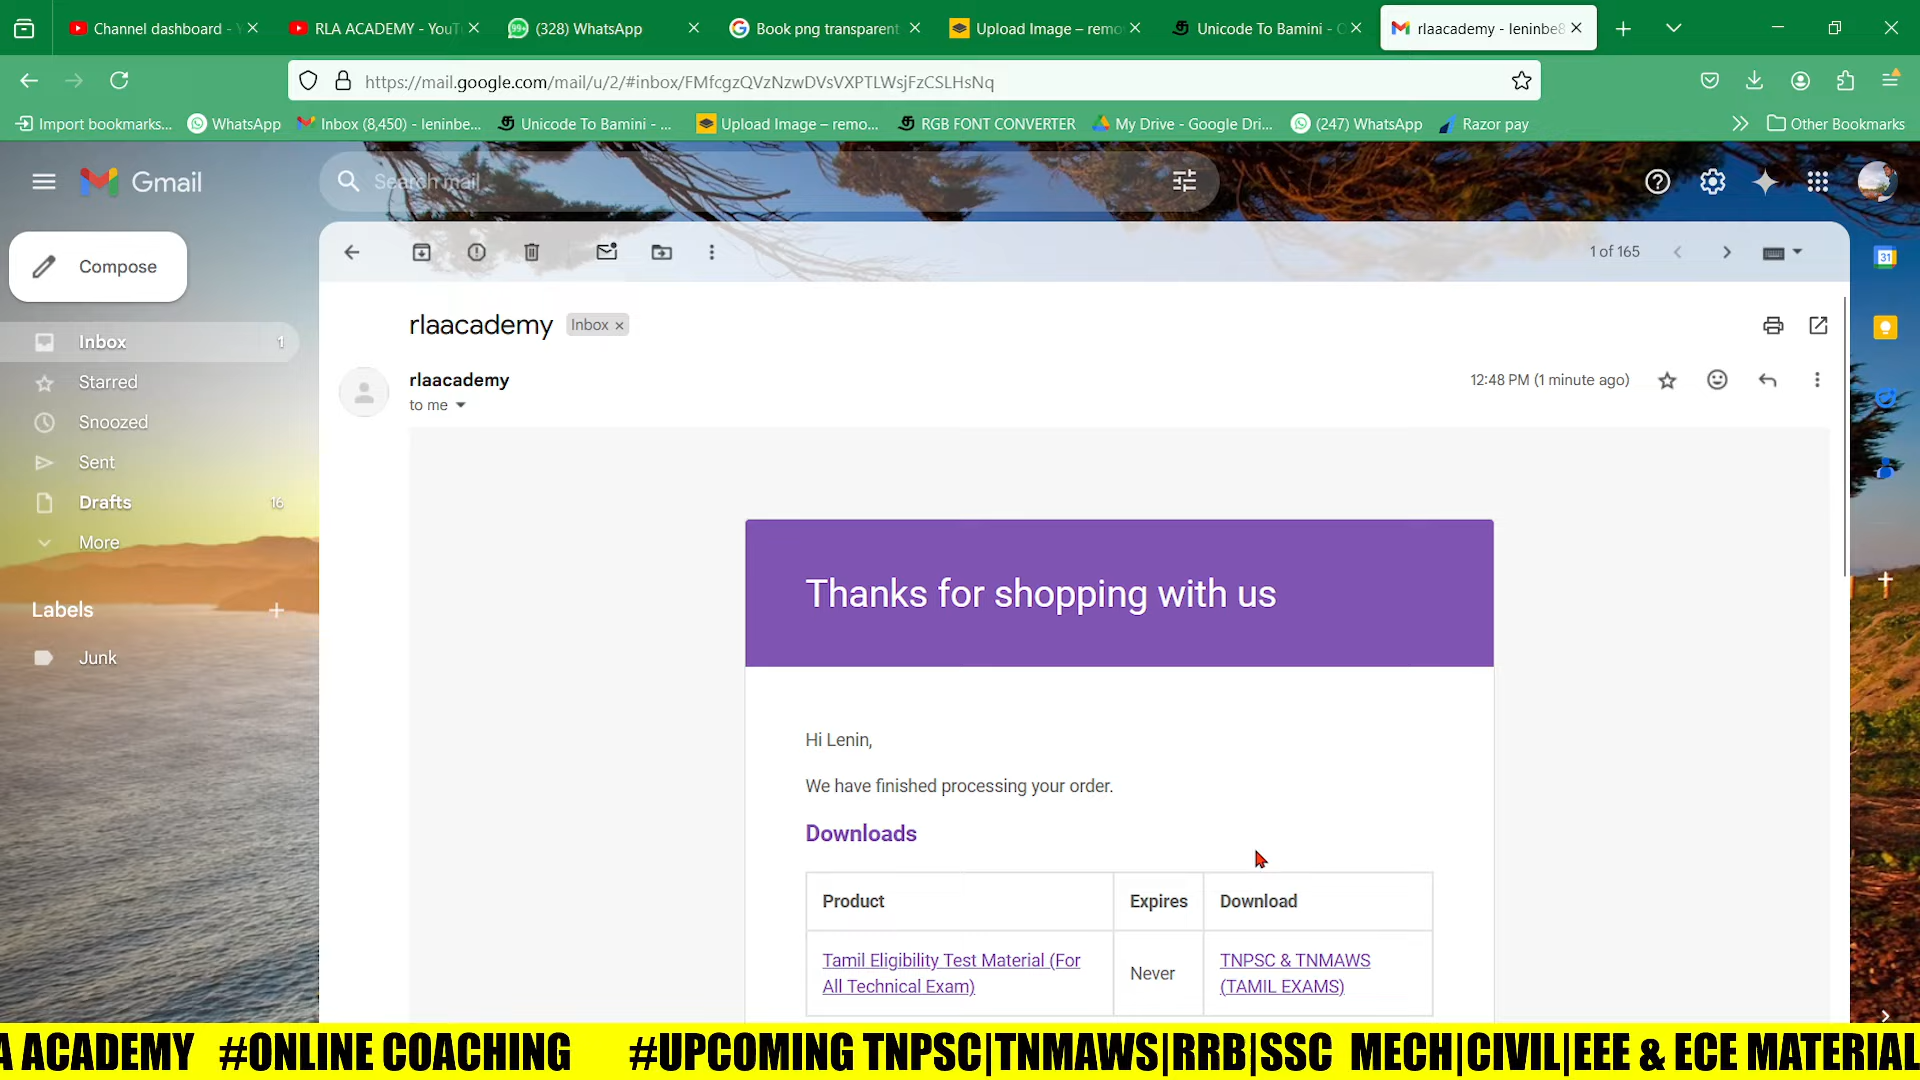 Channel dashboard - Y
RLA ACADEMY - YouT
(328) WhatsApp
Book png transparent
Upload Image – remo
Unicode To Bamini - O
rlaacademy - leninbe8
https://mail.google.com/mail/u/2/#inbox/FMfcgzQVzNzwDVsVXPTLWsjFzCSLHsNq
Import bookmarks...
WhatsApp
Inbox (8,450) - leninbe...
Unicode To Bamini - ...
Upload Image – remo...
RGB FONT CONVERTER
My Drive - Google Dri...
(247) WhatsApp
Razor pay
Other Bookmarks
Gmail
Search mail
Compose
1 of 165
31
Inbox 1
Starred
Snoozed
Sent
Drafts 16
More
Labels
Junk
rlaacademy
Inbox
rlaacademy
12:48 PM (1 minute ago)
to me
Thanks for shopping with us
Hi Lenin,
We have finished processing your order.
Downloads
Product Expires Download
Tamil Eligibility Test Material (For
All Technical Exam)
Never
TNPSC & TNMAWS
(TAMIL EXAMS)
A ACADEMY #ONLINE COACHING #UPCOMING TNPSC|TNMAWS|RRB|SSC MECH|CIVIL|EEE & ECE MATERIAL